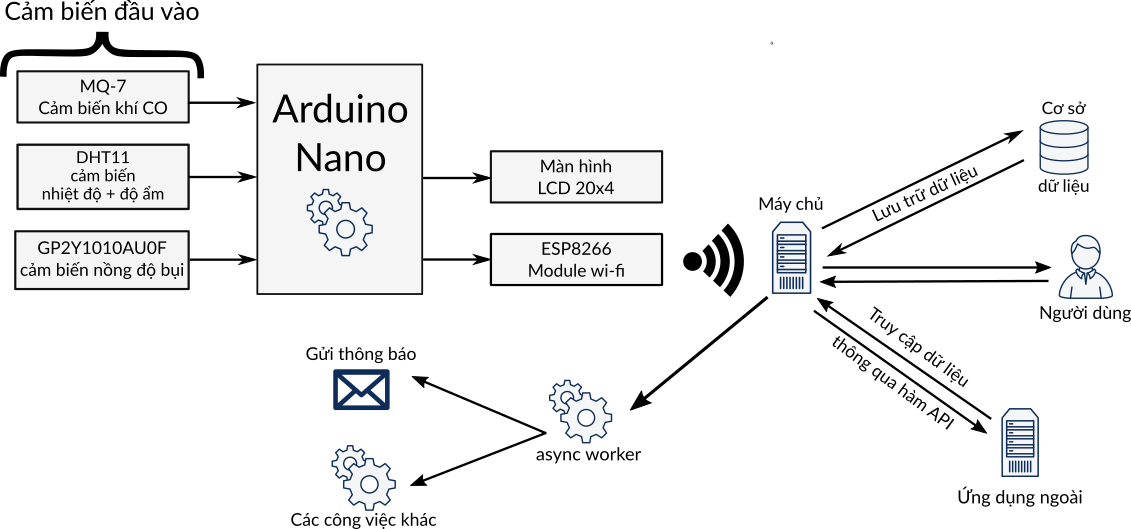 Cảm biến đầu vào
MQ-7
Cảm biến khí CO
DHT11
cảm biến
nhiệt độ + độ ẩm
GP2Y1010AU0F
cảm biến nồng độ bụi
Arduino
Nano
Màn hình
LCD 20x4
ESP8266
Module wi-fi
Máy chủ
Cơ sở
dữ liệu
Lưu trữ dữ liệu
Người dùng
Truy cập dữ liệu
thông qua hàm API
Ứng dụng ngoài
async worker
Gửi thông báo
Các công việc khác